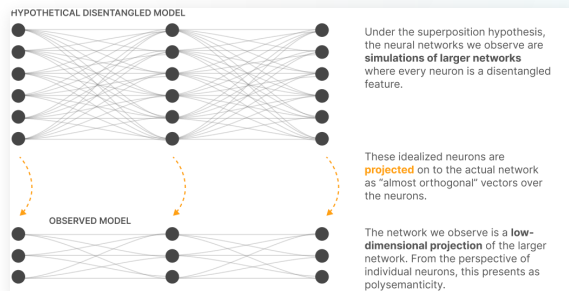 HYPOTHETICAL DISENTANGLED MODEL
Under the superposition hypothesis,
the neural networks we observe are
simulations of larger networks
where every neuron is a disentangled
feature.
These idealized neurons are
projected on to the actual network
as “almost orthogonal” vectors over
the neurons.
OBSERVED MODEL
The network we observe is a low-
dimensional projection of the larger
network. From the perspective of
individual neurons, this presents as
polysemanticity.